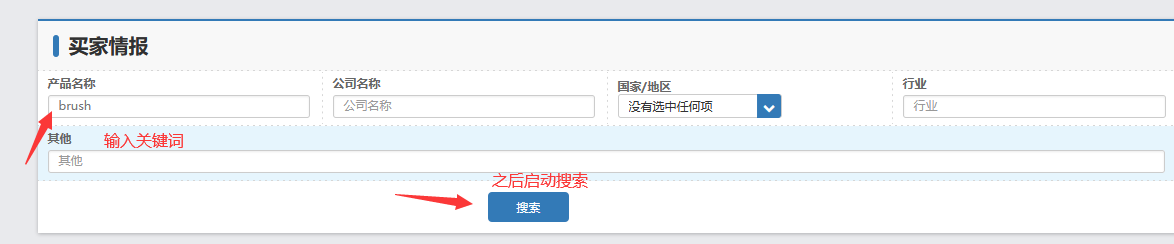 买家情报
产品名称 公司名称 国家/地区 行业
brush 公司名称 没有选中任何项 行业
其他 输入关键词
其他
之后启动搜索
搜索